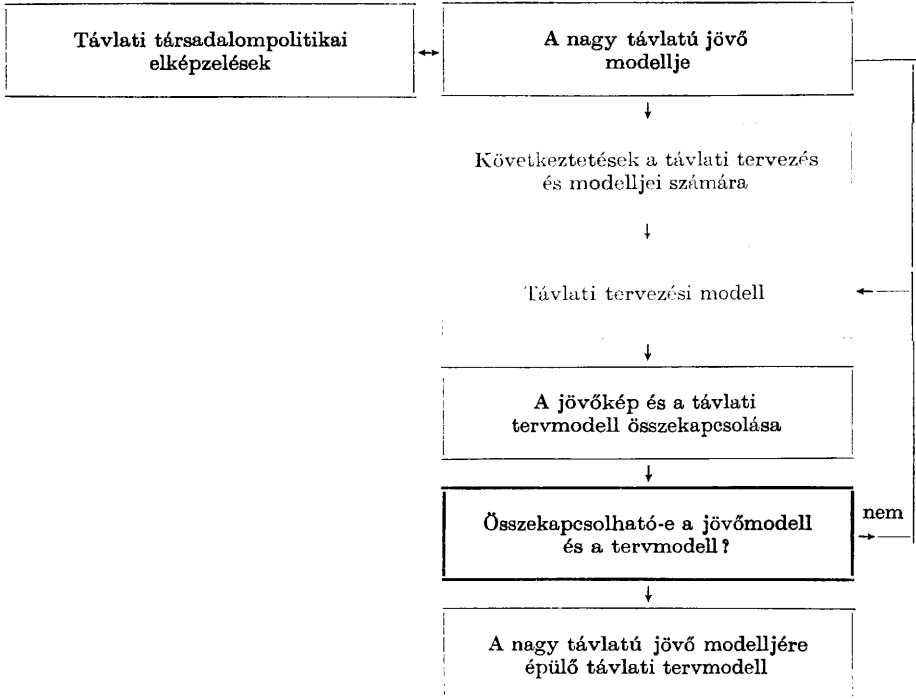 Távlati társadalompolitikai
elképzelések
A nagy távlatú jövő
modellje
Következtetések a távlati tervezés
és modelljei számára
Távlati tervezési modell
A jövőkép és a távlati
tervmodell összekapcsolása
Összekapcsolható-e a jövőmodell
és a tervmodell?
nem
A nagy távlatú jövő modelljére
épülő távlati tervmodell